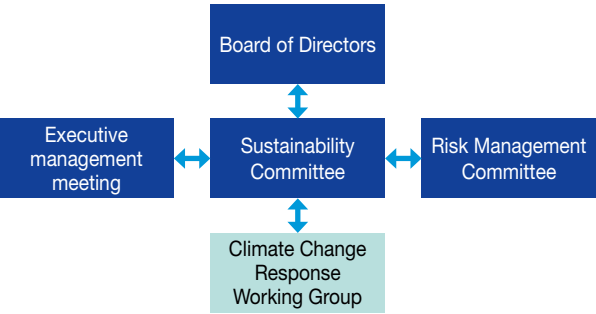 Board of Directors
Executive
management
meeting
Sustainability
Committee
Risk Management
Committee
Climate Change
Response
Working Group